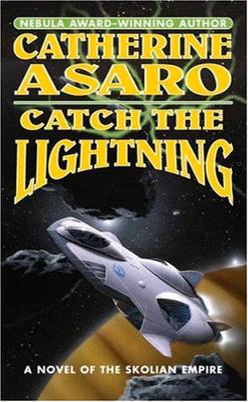 NEBULA AWARD-WINNING AUTHOR
CATHERINE
ASARO
CATCH THE
LIGHTNING
A NOVEL OF THE SKOLIAN EMPIRE